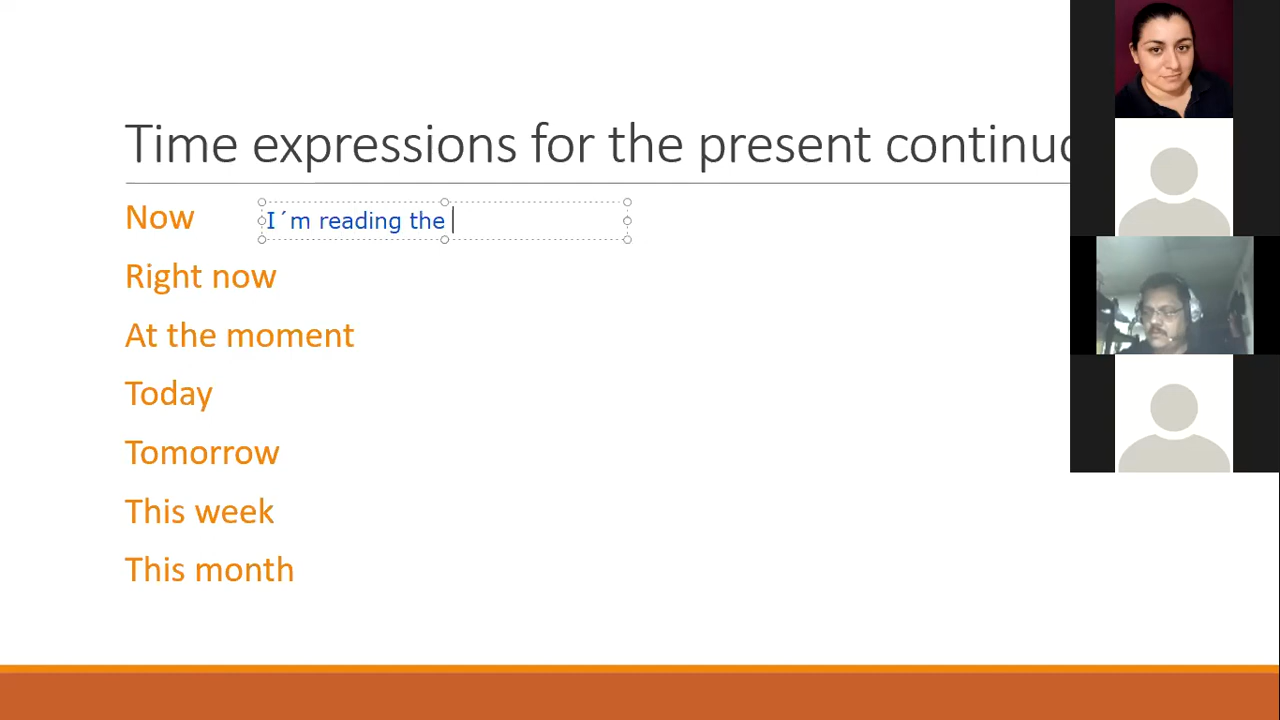 Time expressions for the present continuo
Now
I´m reading the
Right now
At the moment
Today
Tomorrow
This week
This month